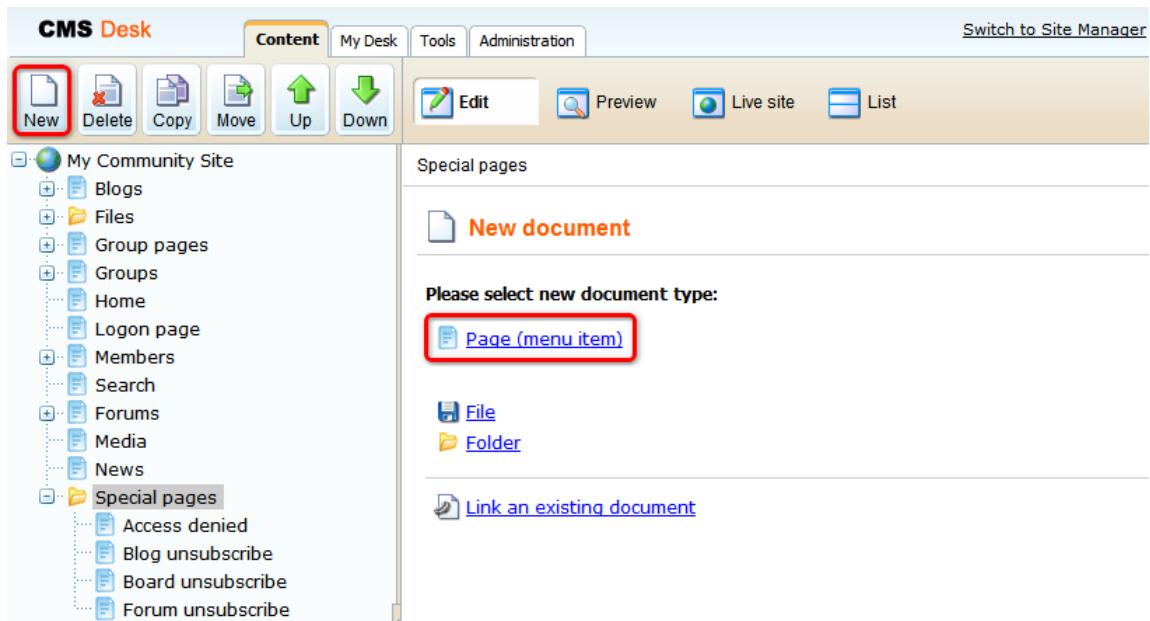 CMS Desk
Content My Desk Tools Administration Switch to Site Manager
New Delete Copy Move Up Down Edit Preview Live site List
My Community Site
Blogs
Files
Group pages
Groups
Home
Logon page
Members
Search
Forums
Media
News
Special pages
Access denied
Blog unsubscribe
Board unsubscribe
Forum unsubscribe
Special pages
New document
Please select new document type:
Page (menu item)
File
Folder
Link an existing document